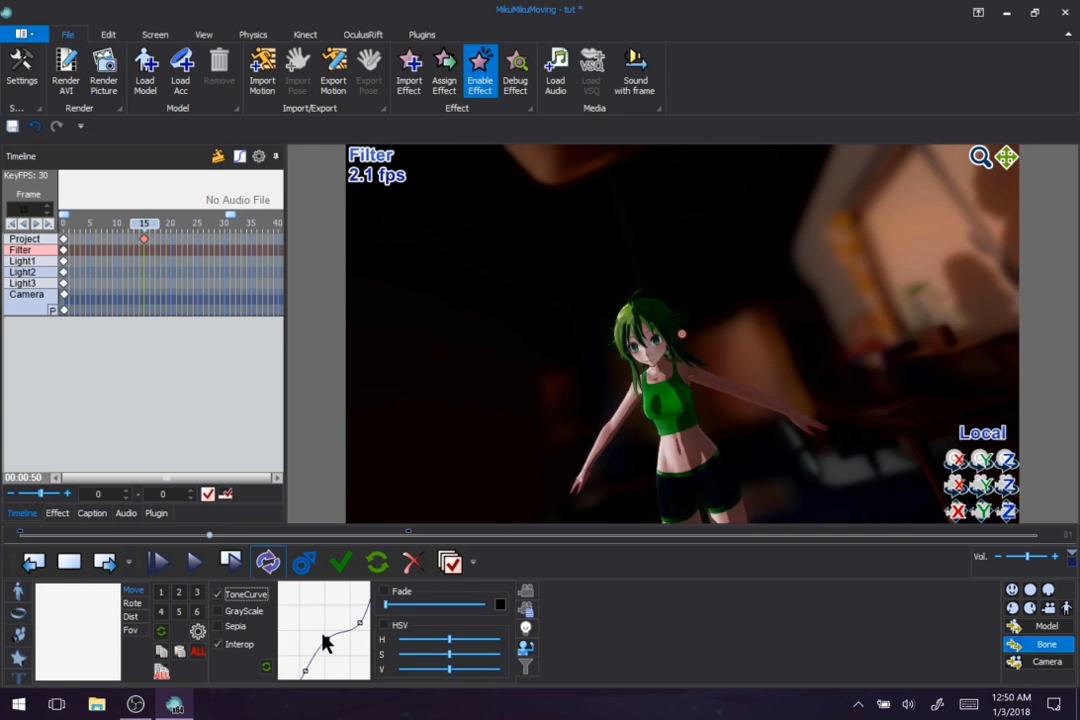 MikuMikuMoving - tut *
File Edit Screen View Physics Kinect OculusRift Plugins
Settings Render AVI Render Picture Load Model Load Acc Remove Import Motion Import Pose Export Motion Export Pose Import Effect Assign Effect Enable Effect Debug Effect Load Audio Load VSQ Sound with frame
S... Render Model Import/Export Effect Media
Timeline
KeyFPS: 30
Frame
15
No Audio File
0 5 10 15 20 25 30 35 40
Project
Filter
Light1
Light2
Light3
Camera
P
Filter
2.1 fps
Local
X Y Z
X Y Z
X Y Z
00:00:50
0 - 0
Timeline Effect Caption Audio Plugin
81
Vol.
Move 1 2 3
Rote 4 5 6
Dist
Fov
ALL
ALL
ToneCurve
GrayScale
Sepia
Interop
Fade
HSV
H
S
V
Model
Bone
Camera
x64
12:50 AM
1/3/2018